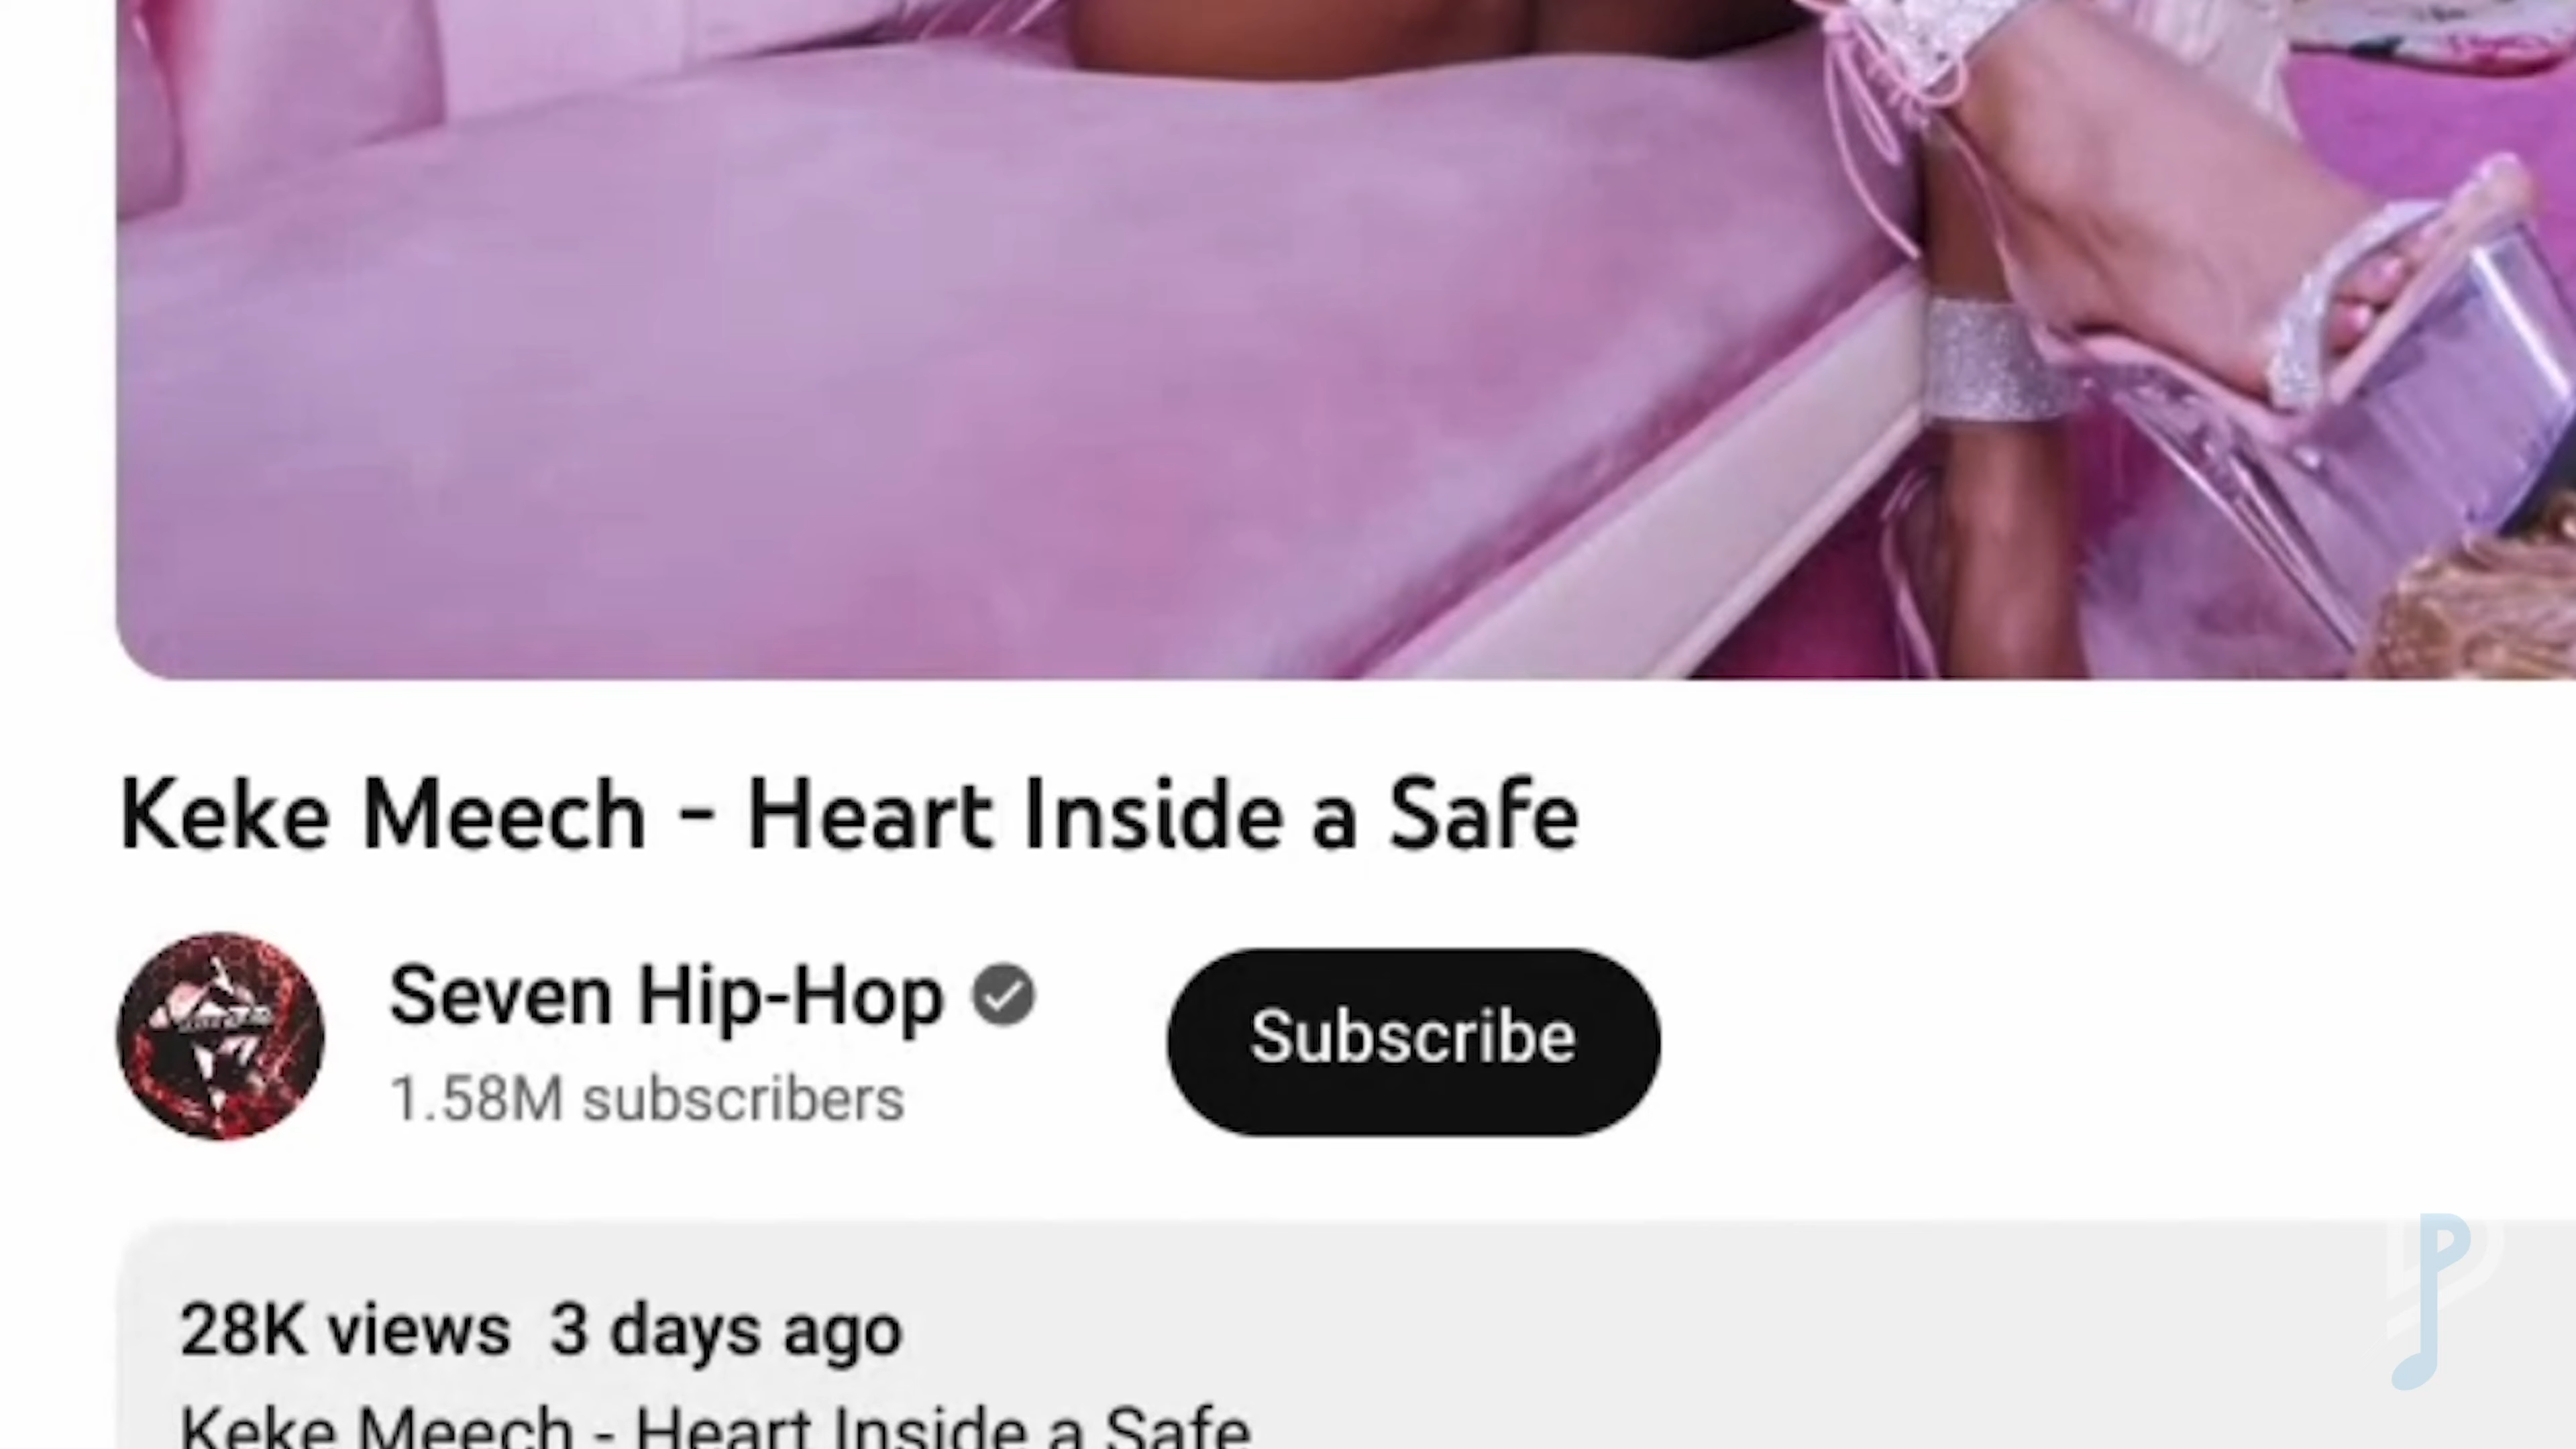 Keke Meech - Heart Inside a Safe
Seven Hip-Hop
1.58M subscribers
Subscribe
28K views 3 days ago
Keke Meech - Heart Inside a Safe